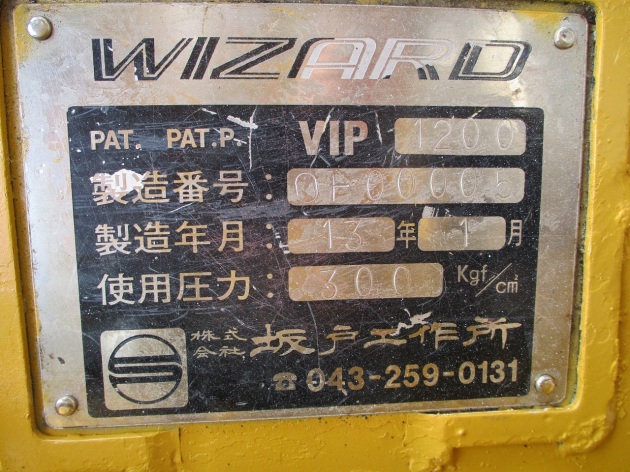 WIZARD
PAT. PAT.P. VIP 1200
製造番号: OF00005
製造年月: 13年 1月
使用圧力: 300 Kgf/cm²
株式会社 坂戸工作所
☎ 043-259-0131